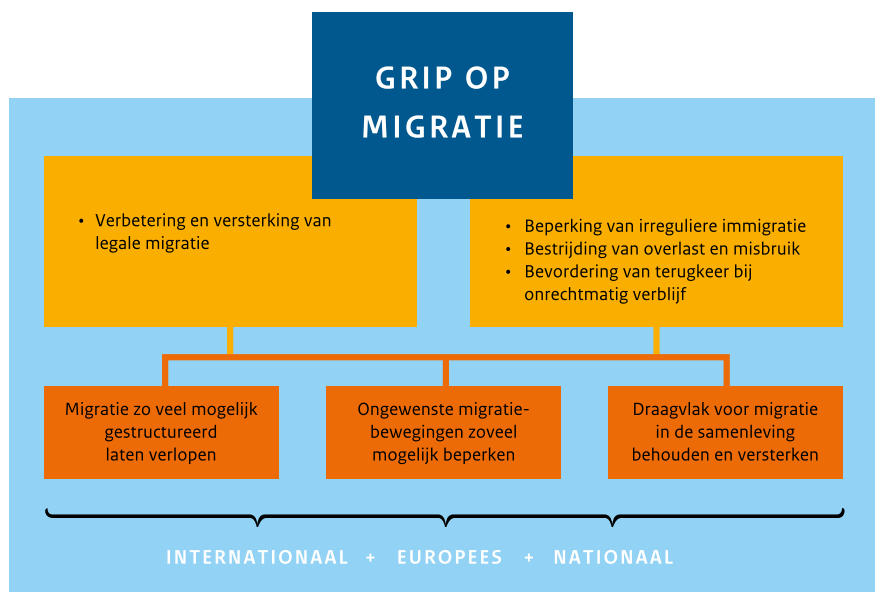 GRIP OP
MIGRATIE
• Verbetering en versterking van
legale migratie
• Beperking van irreguliere immigratie
• Bestrijding van overlast en misbruik
• Bevordering van terugkeer bij
onrechtmatig verblijf
Migratie zo veel mogelijk
gestructureerd
laten verlopen
Ongewenste migratie-
bewegingen zoveel
mogelijk beperken
Draagvlak voor migratie
in de samenleving
behouden en versterken
INTERNATIONAAL + EUROPEES + NATIONAAL